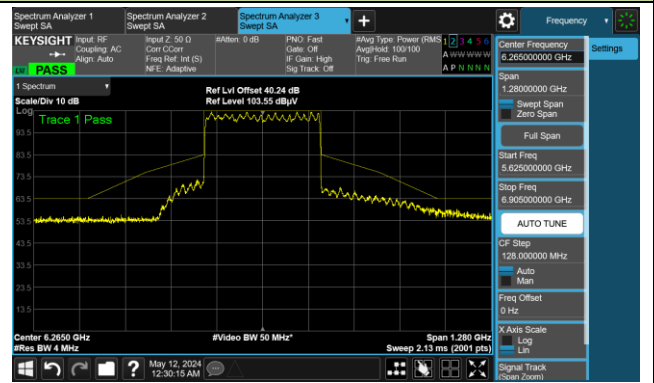 Spectrum Analyzer 1
Swept SA
Spectrum Analyzer 2
Swept SA
Spectrum Analyzer 3
Swept SA
Frequency
KEYSIGHT
Input: RF
Coupling: AC
Align: Auto
Input Z: 50 Ω
Corr CCorr
Freq Ref: Int (S)
NFE: Adaptive
#Atten: 0 dB
PNO: Fast
Gate: Off
IF Gain: High
Sig Track: Off
#Avg Type: Power (RMS
Avg|Hold: 100/100
Trig: Free Run
1 2 3 4 5 6
A W W W W W
A P N N N N
PASS
1 Spectrum
Scale/Div 10 dB
Ref Lvl Offset 40.24 dB
Ref Level 103.55 dBµV
Log
Trace 1 Pass
93.5
83.5
73.5
63.5
53.5
43.5
33.5
23.5
13.5
Center 6.2650 GHz
#Res BW 4 MHz
#Video BW 50 MHz*
Span 1.280 GHz
Sweep 2.13 ms (2001 pts)
May 12, 2024
12:30:15 AM
Center Frequency
6.265000000 GHz
Settings
Span
1.28000000 GHz
Swept Span
Zero Span
Full Span
Start Freq
5.625000000 GHz
Stop Freq
6.905000000 GHz
AUTO TUNE
CF Step
128.000000 MHz
Auto
Man
Freq Offset
0 Hz
X Axis Scale
Log
Lin
Signal Track
(Span Zoom)